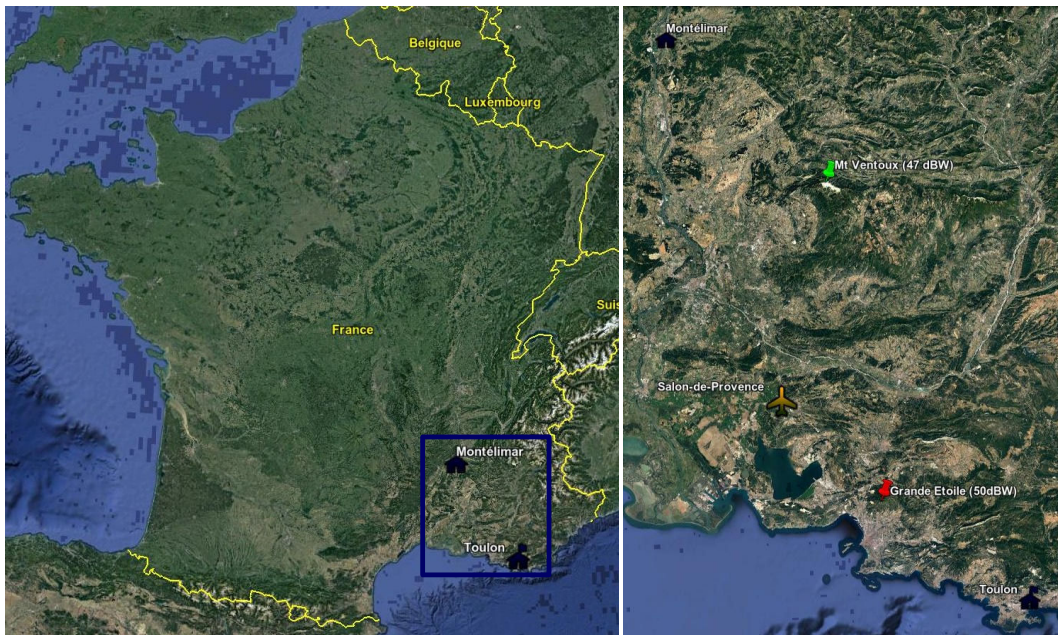 Belgique
Luxembourg
Suis
France
Montélimar
Toulon
Montélimar
Mt Ventoux (47 dBW)
Salon-de-Provence
Grande Etoile (50dBW)
Toulon